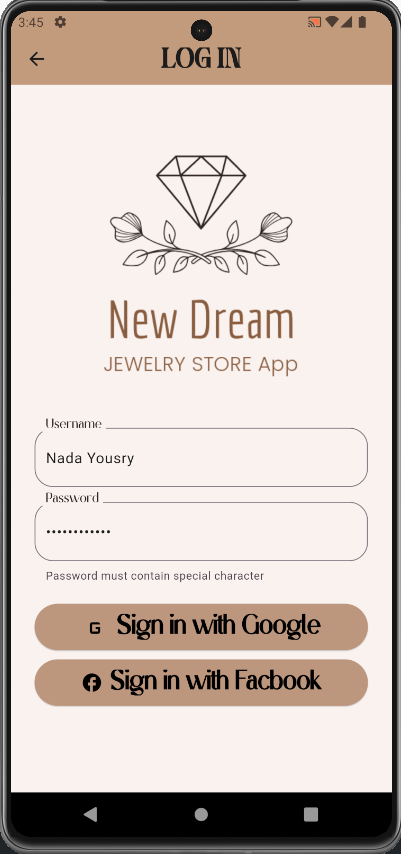 3:45
LOG IN
New Dream
JEWELRY STORE App
Username
Nada Yousry
Password
••••••••••••
Password must contain special character
G Sign in with Google
Sign in with Facbook